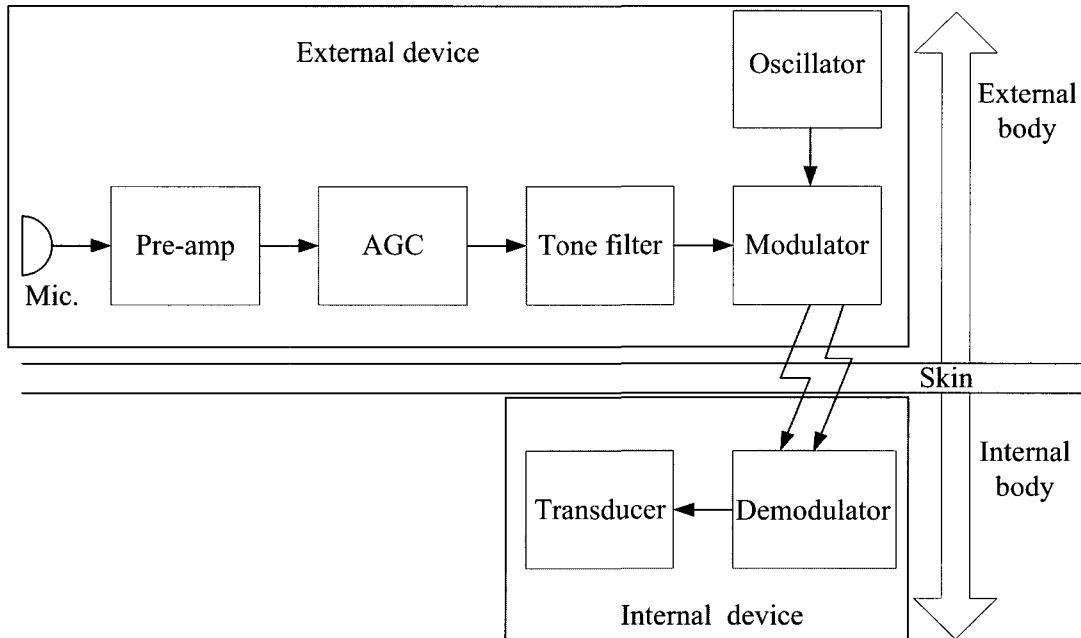 External device
Oscillator
External
body
Pre-amp
AGC
Tone filter
Modulator
Mic.
Skin
Internal
body
Transducer
Demodulator
Internal device